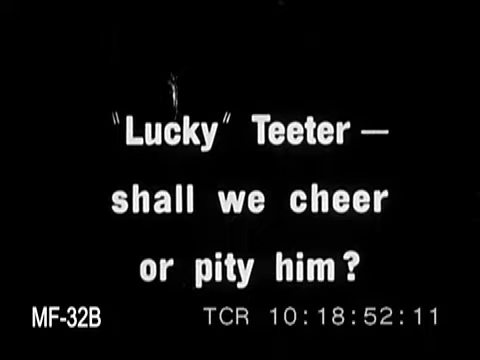 "Lucky" Teeter —
shall we cheer
or pity him?
MF-32B TCR 10:18:52:11